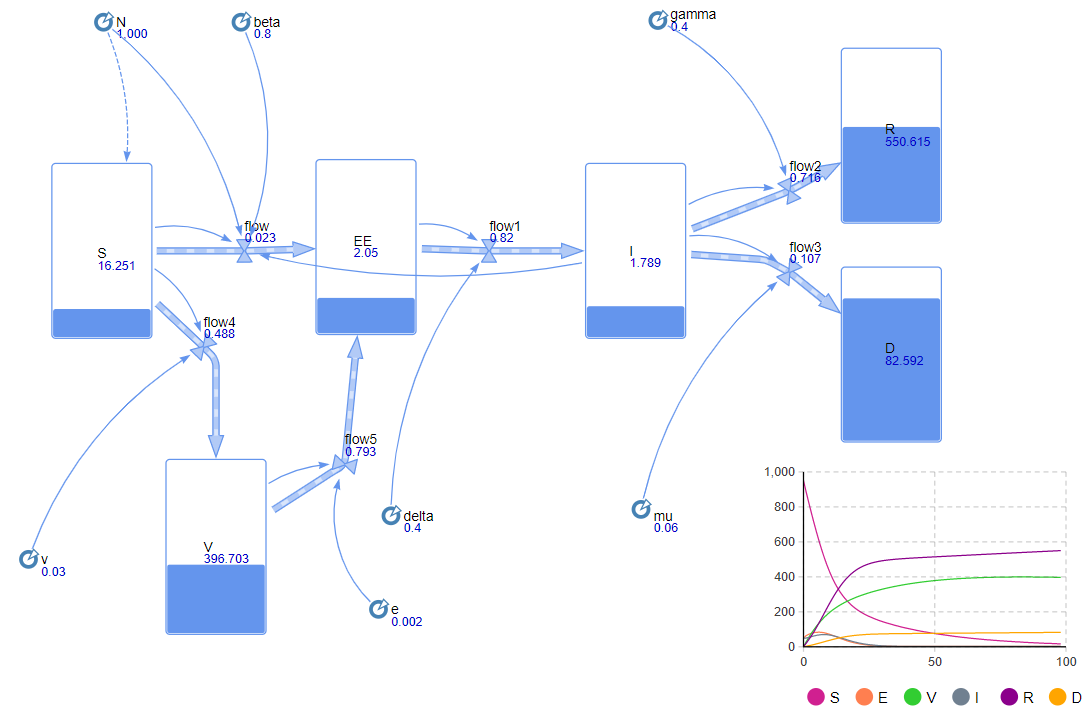 N
1,000
beta
0.8
gamma
0.4
R
550.615
flow2
0.716
flow
0.023
flow1
0.82
S
16.251
EE
2.05
I
1.789
flow3
0.107
flow4
0.488
D
82.592
flow5
0.793
V
396.703
delta
0.4
mu
0.06
v
0.03
e
0.002
1,000
800
600
400
200
0
0 50 100
S E V I R D